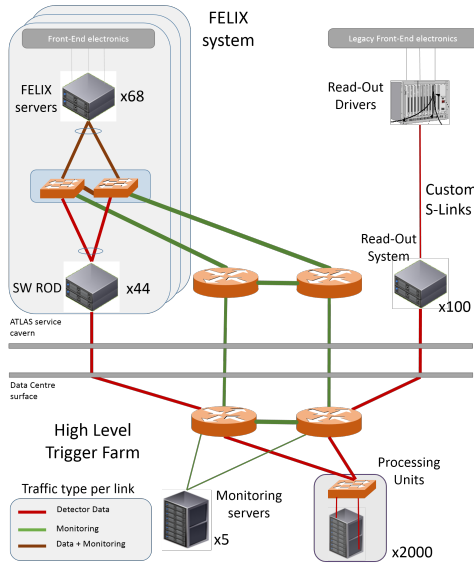 FELIX
system
Front-End electronics
Legacy Front-End electronics
FELIX
servers
x68
Read-Out
Drivers
Custom
S-Links
Read-Out
System
SW ROD
x44
x100
ATLAS service
cavern
Data Centre
surface
High Level
Trigger Farm
Processing
Units
Traffic type per link
Detector Data
Monitoring
Data + Monitoring
Monitoring
servers
x5
x2000